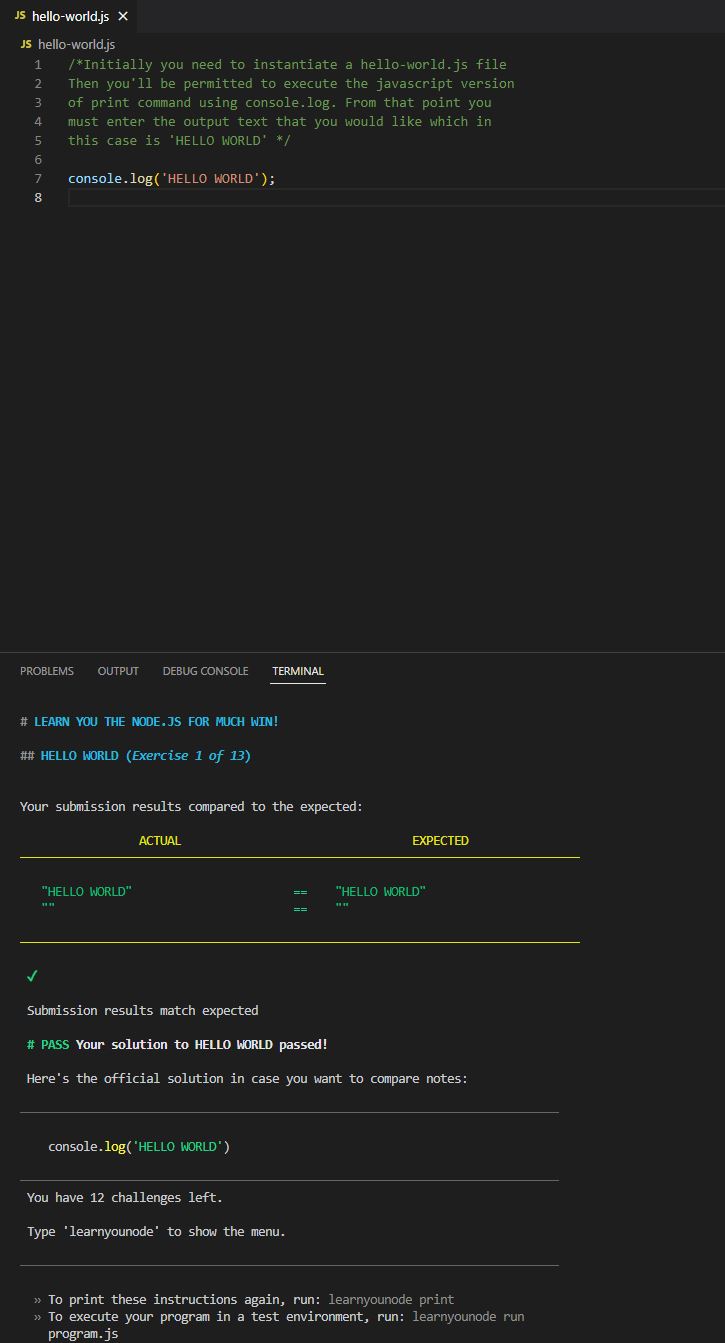 JS hello-world.js ×
JS hello-world.js
1 /*Initially you need to instantiate a hello-world.js file
2 Then you'll be permitted to execute the javascript version
3 of print command using console.log. From that point you
4 must enter the output text that you would like which in
5 this case is 'HELLO WORLD' */
6
7 console.log('HELLO WORLD');
8
PROBLEMS OUTPUT DEBUG CONSOLE TERMINAL
# LEARN YOU THE NODE.JS FOR MUCH WIN!
## HELLO WORLD (Exercise 1 of 13)
Your submission results compared to the expected:
ACTUAL EXPECTED
"HELLO WORLD" == "HELLO WORLD"
"" == ""
✓
Submission results match expected
# PASS Your solution to HELLO WORLD passed!
Here's the official solution in case you want to compare notes:
console.log('HELLO WORLD')
You have 12 challenges left.
Type 'learnyounode' to show the menu.
» To print these instructions again, run: learnyounode print
» To execute your program in a test environment, run: learnyounode run
program.js